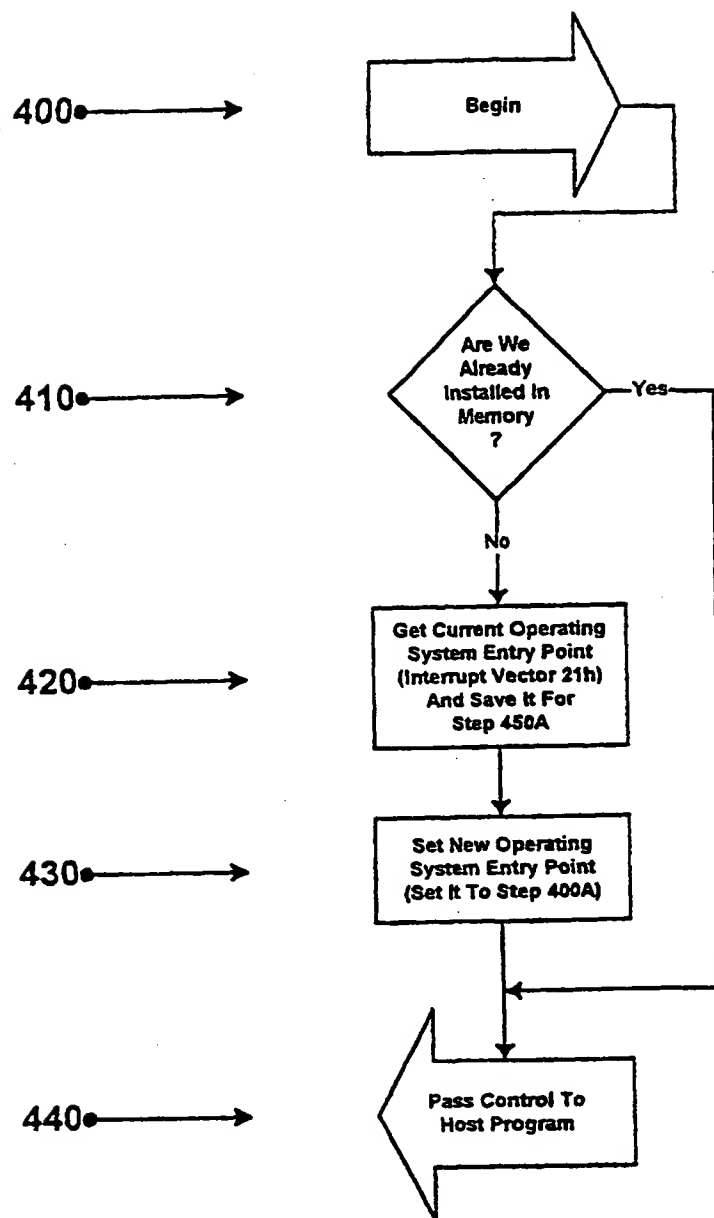 400
Begin
410
Are We
Already
Installed In
Memory
?
Yes
No
420
Get Current Operating
System Entry Point
(Interrupt Vector 21h)
And Save It For
Step 450A
430
Set New Operating
System Entry Point
(Set It To Step 400A)
440
Pass Control To
Host Program